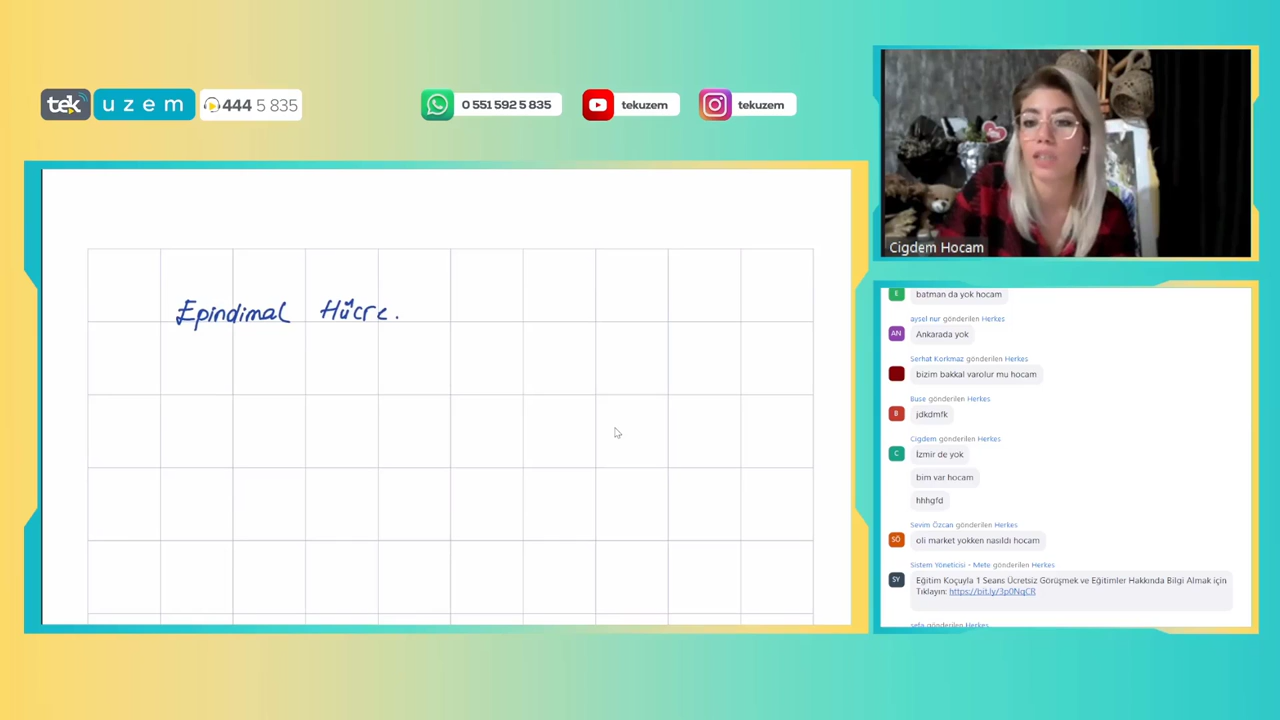 tek uzem 444 5 835
0 551 592 5 835
tekuzem
tekuzem
Epindimal Hücre.
Cigdem Hocam
E
batman da yok hocam
aysel nur gönderilen Herkes
AN
Ankarada yok
Serhat Korkmaz gönderilen Herkes
bizim bakkal varolur mu hocam
Buse gönderilen Herkes
B
jdkdmfk
Cigdem gönderilen Herkes
C
İzmir de yok
bim var hocam
hhhgfd
Sevim Özcan gönderilen Herkes
SÖ
oli market yokken nasıldı hocam
Sistem Yöneticisi - Mete gönderilen Herkes
SY
Eğitim Koçuyla 1 Seans Ücretsiz Görüşmek ve Eğitimler Hakkında Bilgi Almak için
Tıklayın: https://bit.ly/3p0NqCR
sefa gönderilen Herkes